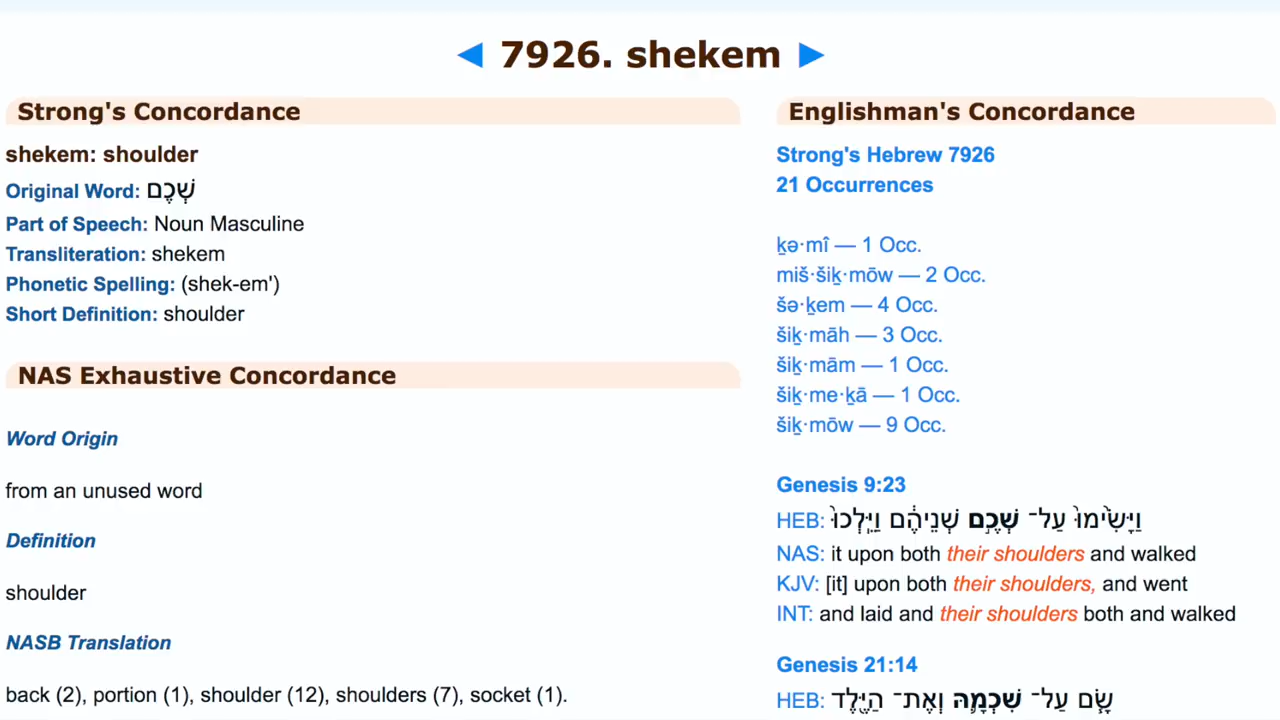 ◄ 7926. shekem ►
Strong's Concordance
shekem: shoulder
Original Word: שְׁכֶם
Part of Speech: Noun Masculine
Transliteration: shekem
Phonetic Spelling: (shek-em')
Short Definition: shoulder
NAS Exhaustive Concordance
Word Origin
from an unused word
Definition
shoulder
NASB Translation
back (2), portion (1), shoulder (12), shoulders (7), socket (1).
Englishman's Concordance
Strong's Hebrew 7926
21 Occurrences
ḵə·mî — 1 Occ.
miš·šiḵ·mōw — 2 Occ.
šə·ḵem — 4 Occ.
šiḵ·māh — 3 Occ.
šiḵ·mām — 1 Occ.
šiḵ·me·ḵā — 1 Occ.
šiḵ·mōw — 9 Occ.
Genesis 9:23
HEB: וַיָּשִׂ֙ימוּ֙ עַל־ שְׁכֶ֣ם שְׁנֵיהֶ֔ם וַיֵּֽלְכוּ֙
NAS: it upon both their shoulders and walked
KJV: [it] upon both their shoulders, and went
INT: and laid and their shoulders both and walked
Genesis 21:14
HEB: שָׂ֧ם עַל־ שִׁכְמָ֛הּ וְאֶת־ הַיֶּ֖לֶד